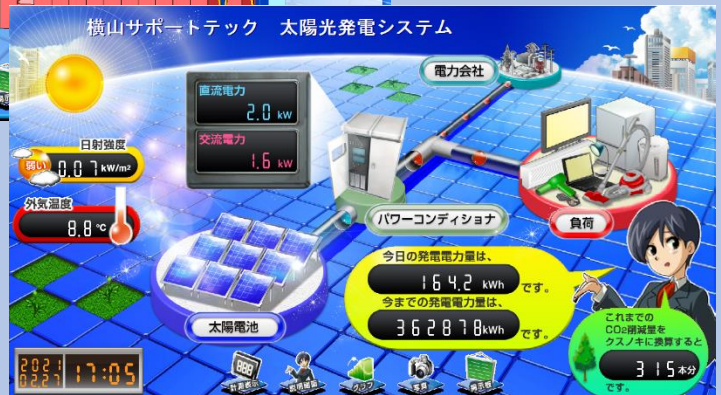 横山サポートテック 太陽光発電システム
電力会社
直流電力
2.0 kW
交流電力
1.6 kW
日射強度
弱い
0.07 kW/m²
外気温度
8.8 ℃
パワーコンディショナ
負荷
今日の発電電力量は、
164.2 kWh です。
今までの発電電力量は、
362878 kWh です。
太陽電池
これまでの
CO₂削減量を
クスノキに換算すると
315 本分
です。
2021
02.27 17:05
計測表示
説明画面
グラフ
写真
掲示板